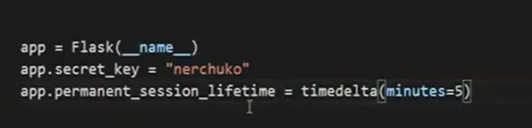 app = Flask(__name__)
app.secret_key = "nerchuko"
app.permanent_session_lifetime = timedelta(minutes=5)